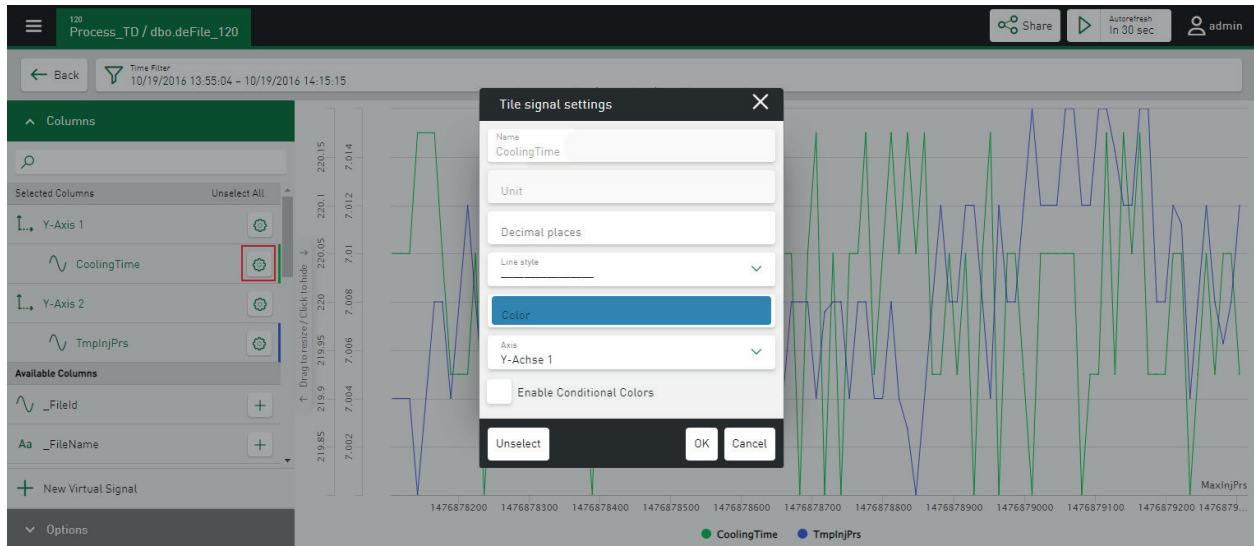 120
Process_TD / dbo.deFile_120
Share
Autorefresh
In 30 sec
admin
Back
Time Filter
10/19/2016 13:55:04 – 10/19/2016 14:15:15
Columns
Selected Columns Unselect All
Y-Axis 1
CoolingTime
Y-Axis 2
TmpInjPrs
Available Columns
_FileId
Aa _FileName
New Virtual Signal
Options
← Drag to resize / Click to hide →
220.15
220.1
220.05
220
219.95
219.9
219.85
7.014
7.012
7.01
7.008
7.006
7.004
7.002
Tile signal settings
Name
CoolingTime
Unit
Decimal places
Line style
Color
Axis
Y-Achse 1
Enable Conditional Colors
Unselect OK Cancel
MaxInjPrs
1476878200 1476878300 1476878400 1476878500 1476878600 1476878700 1476878800 1476878900 1476879000 1476879100 1476879200 1476879...
CoolingTime TmpInjPrs